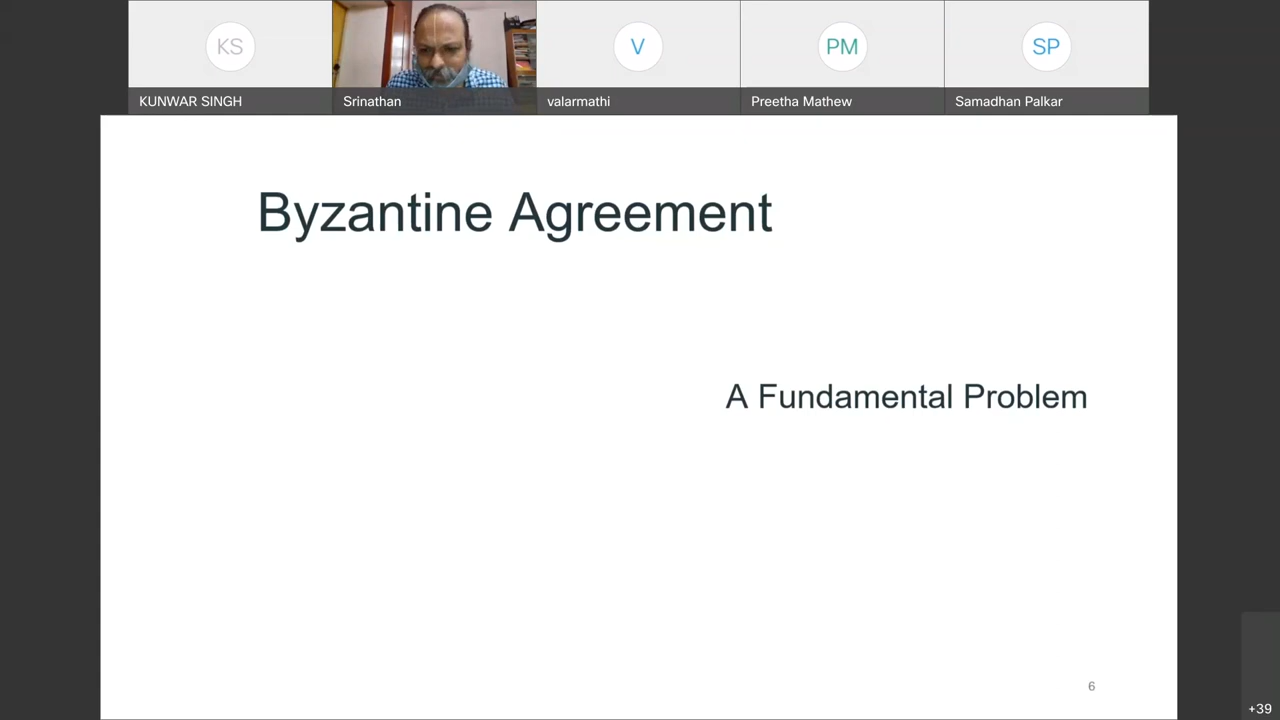 KS
V
PM
SP
KUNWAR SINGH
Srinathan
valarmathi
Preetha Mathew
Samadhan Palkar
Byzantine Agreement
A Fundamental Problem
6
+39